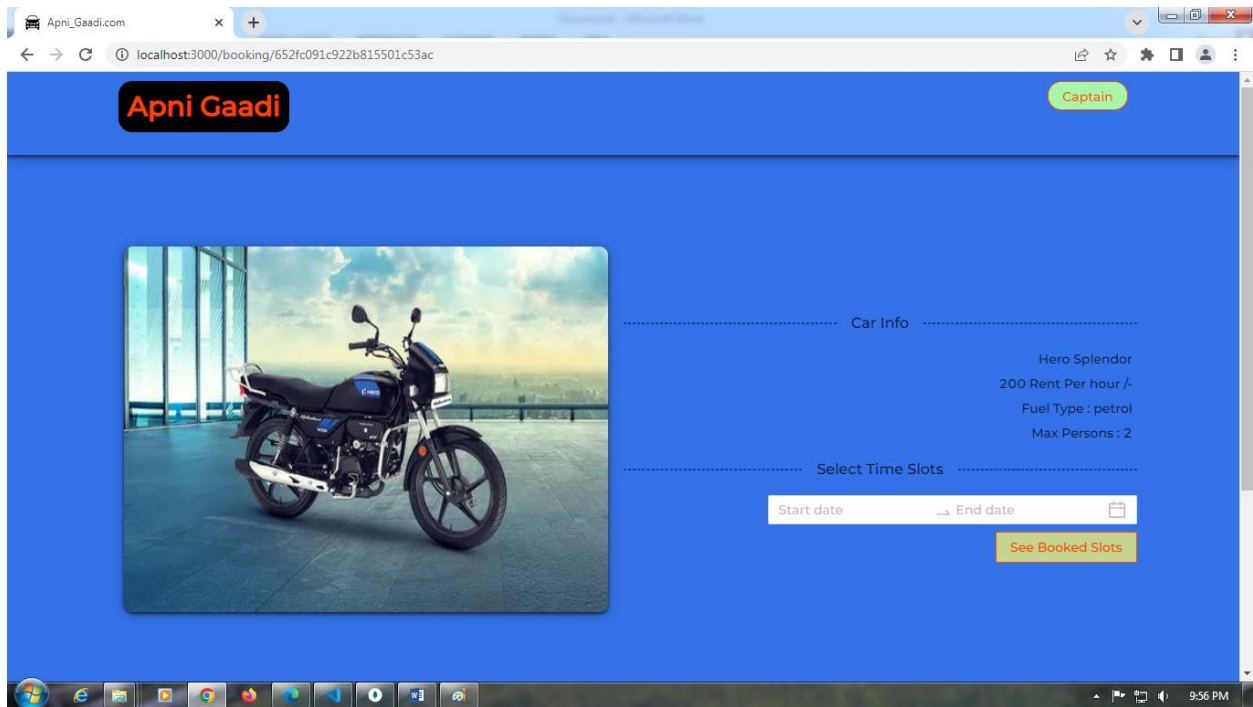 Apni_Gaadi.com
localhost:3000/booking/652fc091c922b815501c53ac
Apni Gaadi
Captain
Car Info
Hero Splendor
200 Rent Per hour /-
Fuel Type : petrol
Max Persons : 2
Select Time Slots
Start date
End date
See Booked Slots
9:56 PM